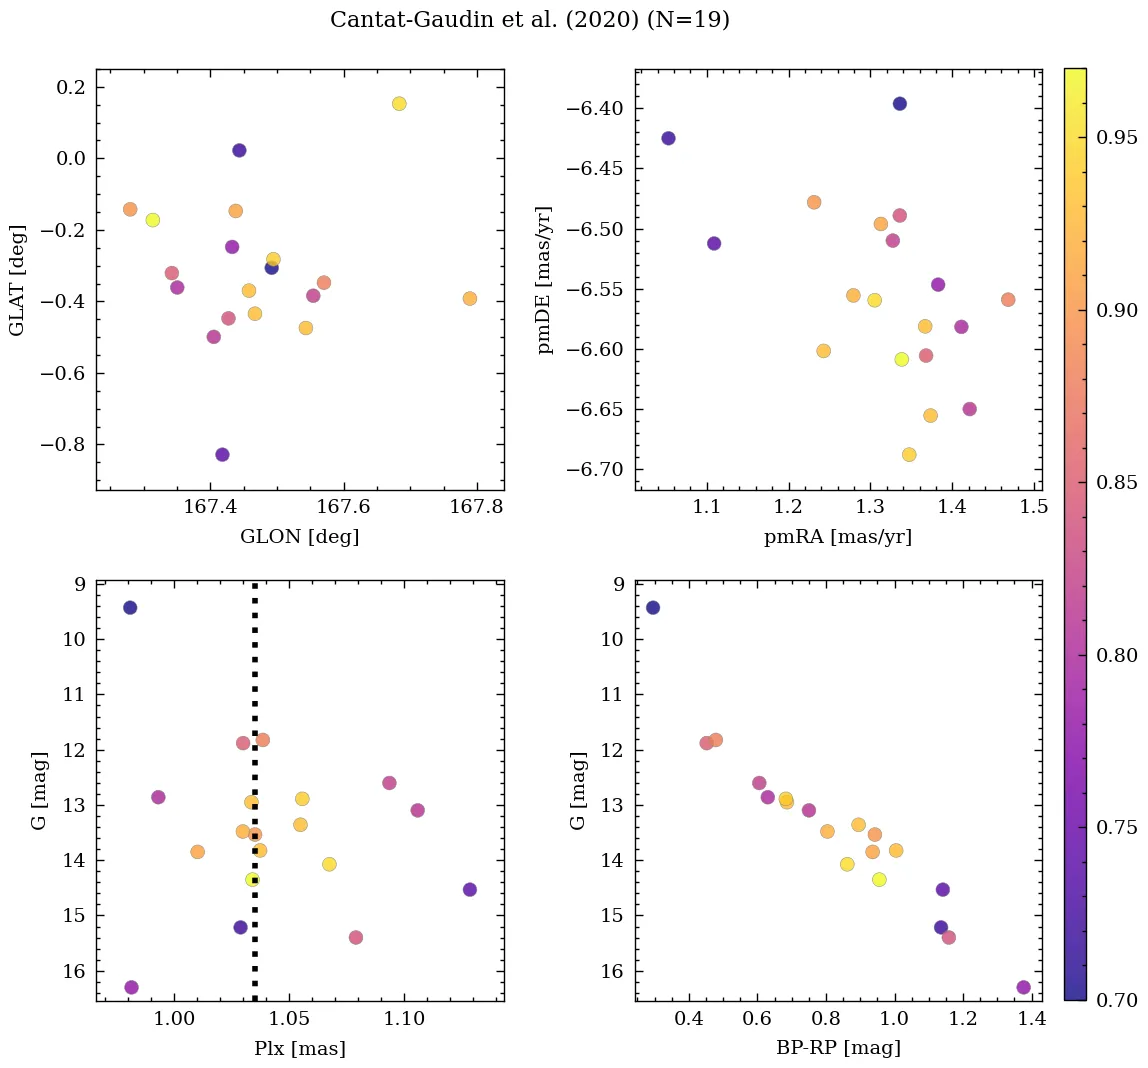 Cantat-Gaudin et al. (2020) (N=19)
0.2
0.0
−0.2
−0.4
−0.6
−0.8
GLAT [deg]
167.4 167.6 167.8
GLON [deg]
−6.40
−6.45
−6.50
−6.55
−6.60
−6.65
−6.70
pmDE [mas/yr]
1.1 1.2 1.3 1.4 1.5
pmRA [mas/yr]
9
10
11
12
13
14
15
16
G [mag]
1.00 1.05 1.10
Plx [mas]
9
10
11
12
13
14
15
16
G [mag]
0.4 0.6 0.8 1.0 1.2 1.4
BP-RP [mag]
0.95
0.90
0.85
0.80
0.75
0.70